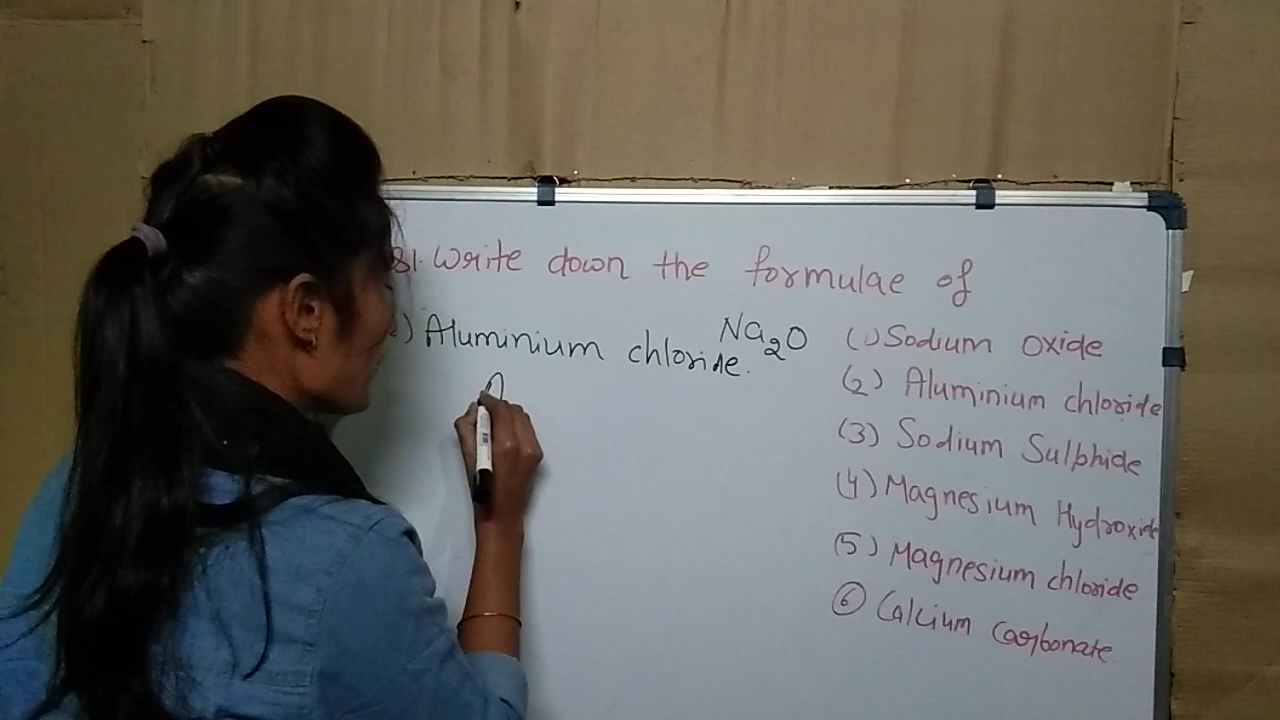 81. Write down the formulae of
) Aluminium chloride.
Na₂O
(1) Sodium Oxide
(2) Aluminium chloride
(3) Sodium Sulphide
(4) Magnesium Hydroxide
(5) Magnesium chloride
⑥ Calcium Carbonate